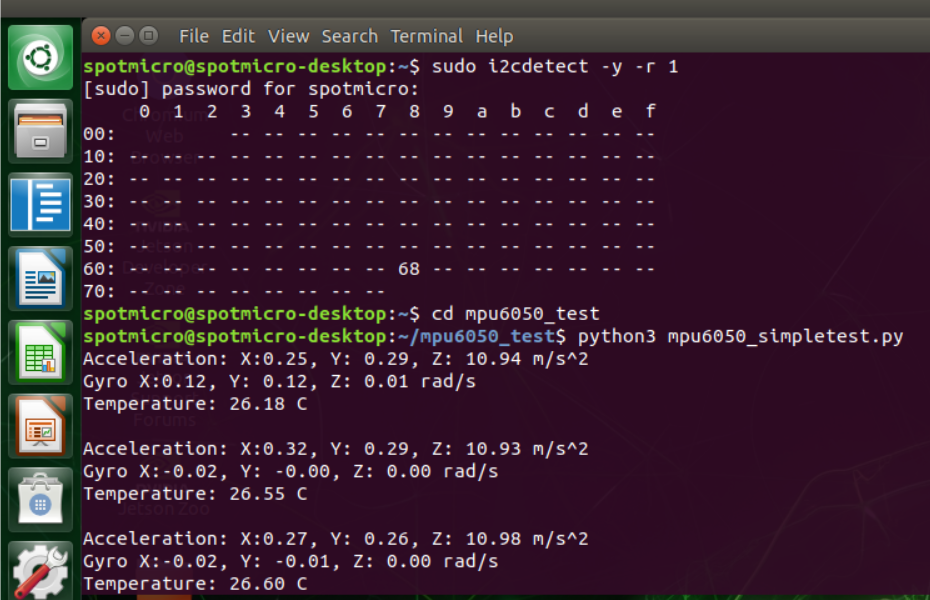 File Edit View Search Terminal Help
spotmicro@spotmicro-desktop:~$ sudo i2cdetect -y -r 1
[sudo] password for spotmicro:
     0  1  2  3  4  5  6  7  8  9  a  b  c  d  e  f
00:          -- -- -- -- -- -- -- -- -- -- -- -- --
10: -- -- -- -- -- -- -- -- -- -- -- -- -- -- -- --
20: -- -- -- -- -- -- -- -- -- -- -- -- -- -- -- --
30: -- -- -- -- -- -- -- -- -- -- -- -- -- -- -- --
40: -- -- -- -- -- -- -- -- -- -- -- -- -- -- -- --
50: -- -- -- -- -- -- -- -- -- -- -- -- -- -- -- --
60: -- -- -- -- -- -- -- -- 68 -- -- -- -- -- -- --
70: -- -- -- -- -- -- -- --
spotmicro@spotmicro-desktop:~$ cd mpu6050_test
spotmicro@spotmicro-desktop:~/mpu6050_test$ python3 mpu6050_simpletest.py
Acceleration: X:0.25, Y: 0.29, Z: 10.94 m/s^2
Gyro X:0.12, Y: 0.12, Z: 0.01 rad/s
Temperature: 26.18 C
Acceleration: X:0.32, Y: 0.29, Z: 10.93 m/s^2
Gyro X:-0.02, Y: -0.00, Z: 0.00 rad/s
Temperature: 26.55 C
Acceleration: X:0.27, Y: 0.26, Z: 10.98 m/s^2
Gyro X:-0.02, Y: -0.01, Z: 0.00 rad/s
Temperature: 26.60 C